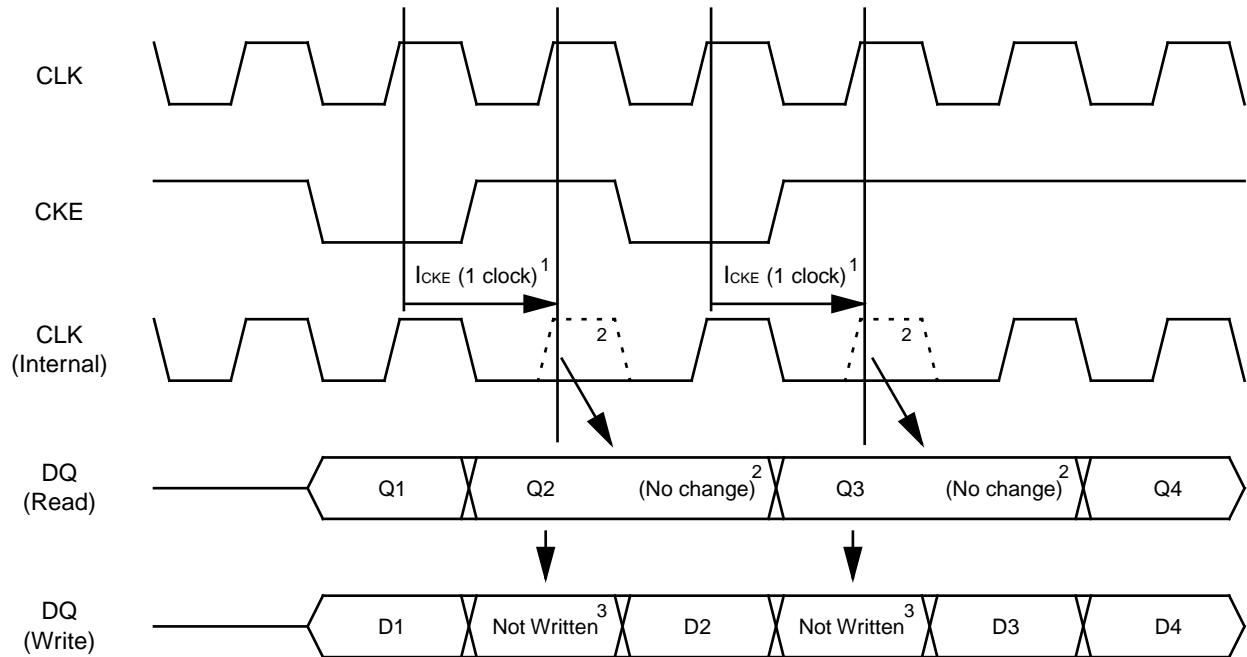 CLK
CKE
ICKE (1 clock)1 ICKE (1 clock)1
CLK
(Internal)
2 2
DQ
(Read)
Q1 Q2 (No change)2 Q3 (No change)2 Q4
DQ
(Write)
D1 Not Written3 D2 Not Written3 D3 D4